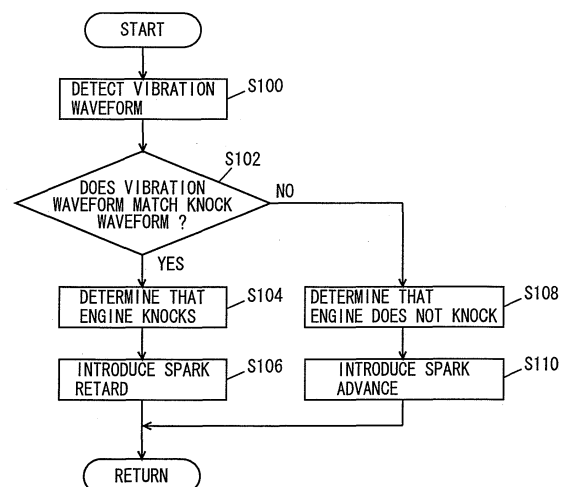 START
DETECT VIBRATION
WAVEFORM
S100
S102
DOES VIBRATION
WAVEFORM MATCH KNOCK
WAVEFORM ?
NO
YES
DETERMINE THAT
ENGINE KNOCKS
S104
DETERMINE THAT
ENGINE DOES NOT KNOCK
S108
INTRODUCE SPARK
RETARD
S106
INTRODUCE SPARK
ADVANCE
S110
RETURN